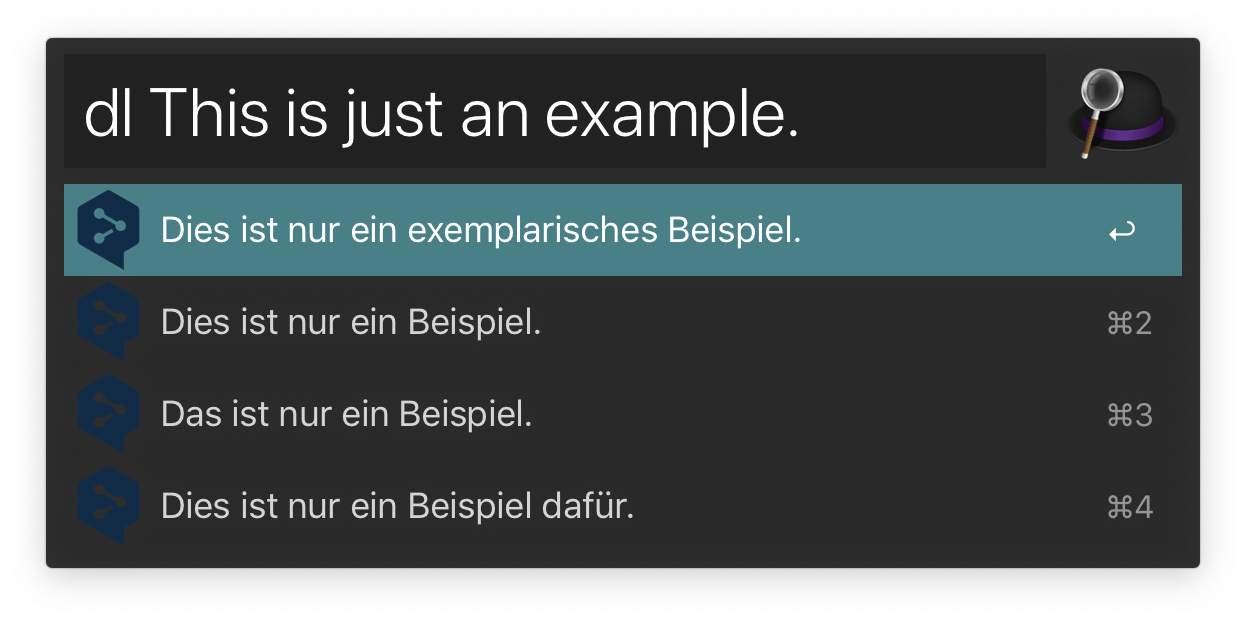 dl This is just an example.
Dies ist nur ein exemplarisches Beispiel.
Dies ist nur ein Beispiel. ⌘2
Das ist nur ein Beispiel. ⌘3
Dies ist nur ein Beispiel dafür. ⌘4